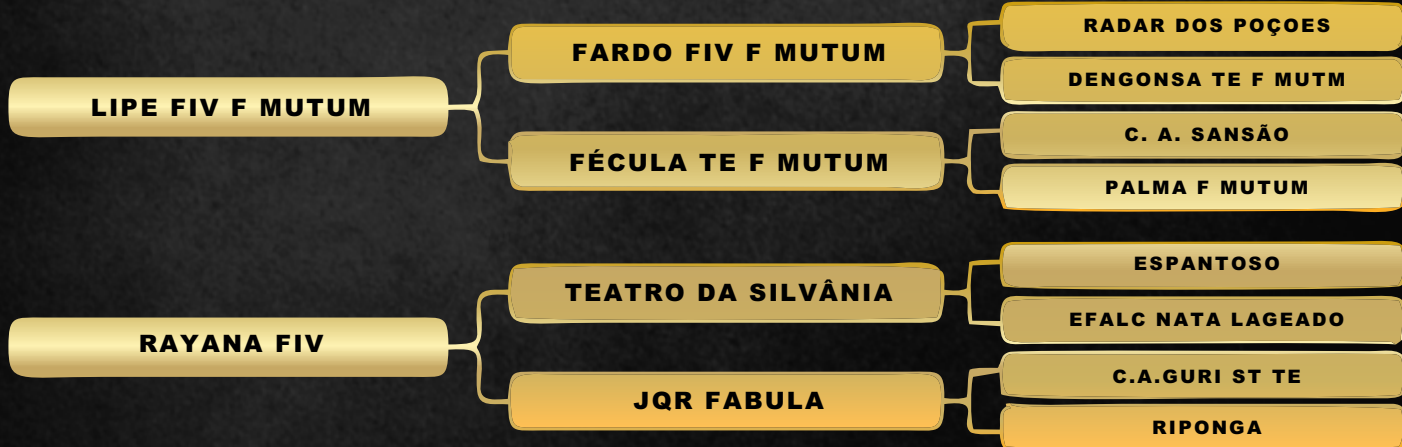 LIPE FIV F MUTUM
FARDO FIV F MUTUM
RADAR DOS POÇOES
DENGONSA TE F MUTM
FÉCULA TE F MUTUM
C. A. SANSÃO
PALMA F MUTUM
RAYANA FIV
TEATRO DA SILVÂNIA
ESPANTOSO
EFALC NATA LAGEADO
JQR FABULA
C.A.GURI ST TE
RIPONGA